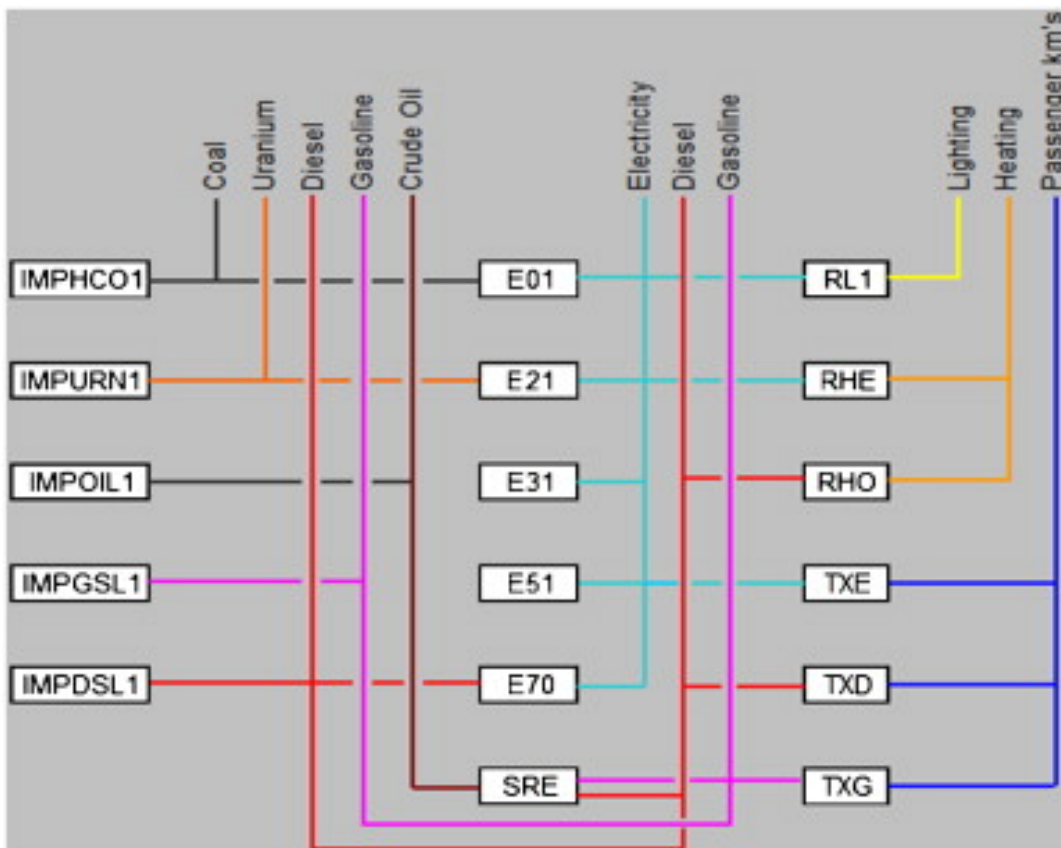 Coal
Uranium
Diesel
Gasoline
Crude Oil
Electricity
Diesel
Gasoline
Lighting
Heating
Passenger km's
IMPHCO1
E01
RL1
IMPURN1
E21
RHE
IMPOIL1
E31
RHO
IMPGSL1
E51
TXE
IMPDSL1
E70
TXD
SRE
TXG